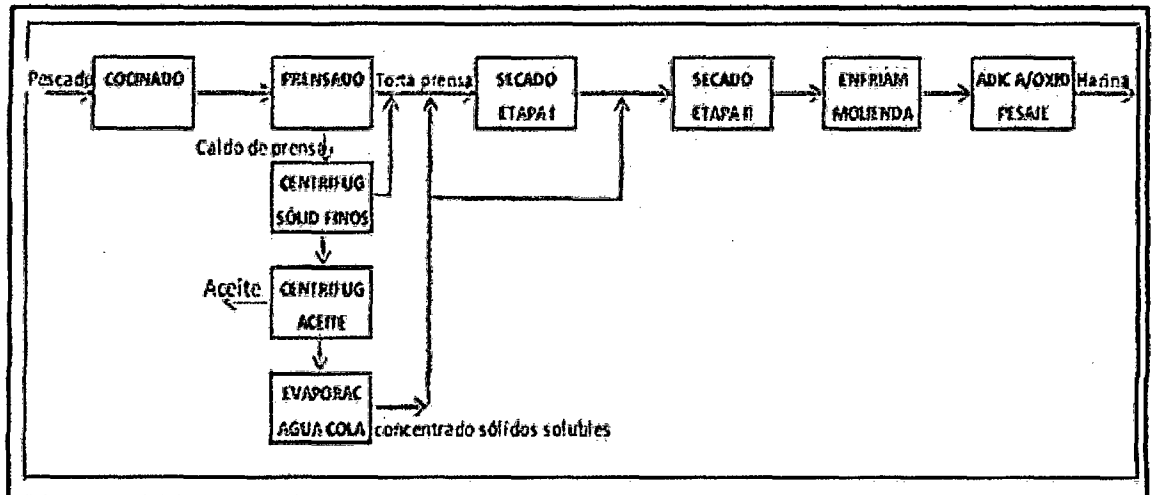 Pescado
COCINADO
PRENSADO
Torta prensa
SECADO
ETAPA I
SECADO
ETAPA II
ENFRIAM
MOLIENDA
ADIC A/OXID
PESAJE
Harina
Caldo de prensa
CENTRIFUG
SÓLID FINOS
Aceite
CENTRIFUG
ACEITE
EVAPORAC
AGUA COLA
concentrado sólidos solubles